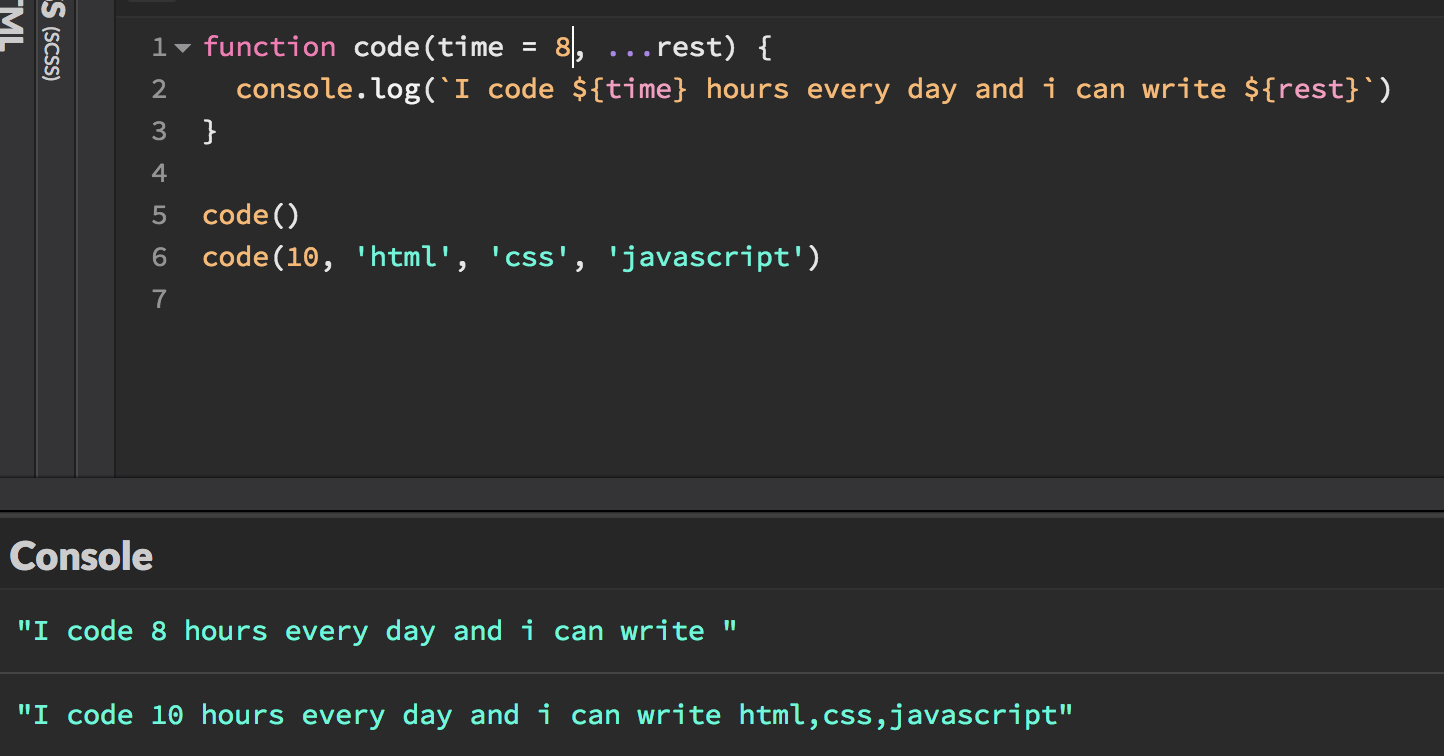 TML
S (SCSS)
1 function code(time = 8, ...rest) {
2 console.log(`I code ${time} hours every day and i can write ${rest}`)
3 }
4
5 code()
6 code(10, 'html', 'css', 'javascript')
7
Console
"I code 8 hours every day and i can write "
"I code 10 hours every day and i can write html,css,javascript"